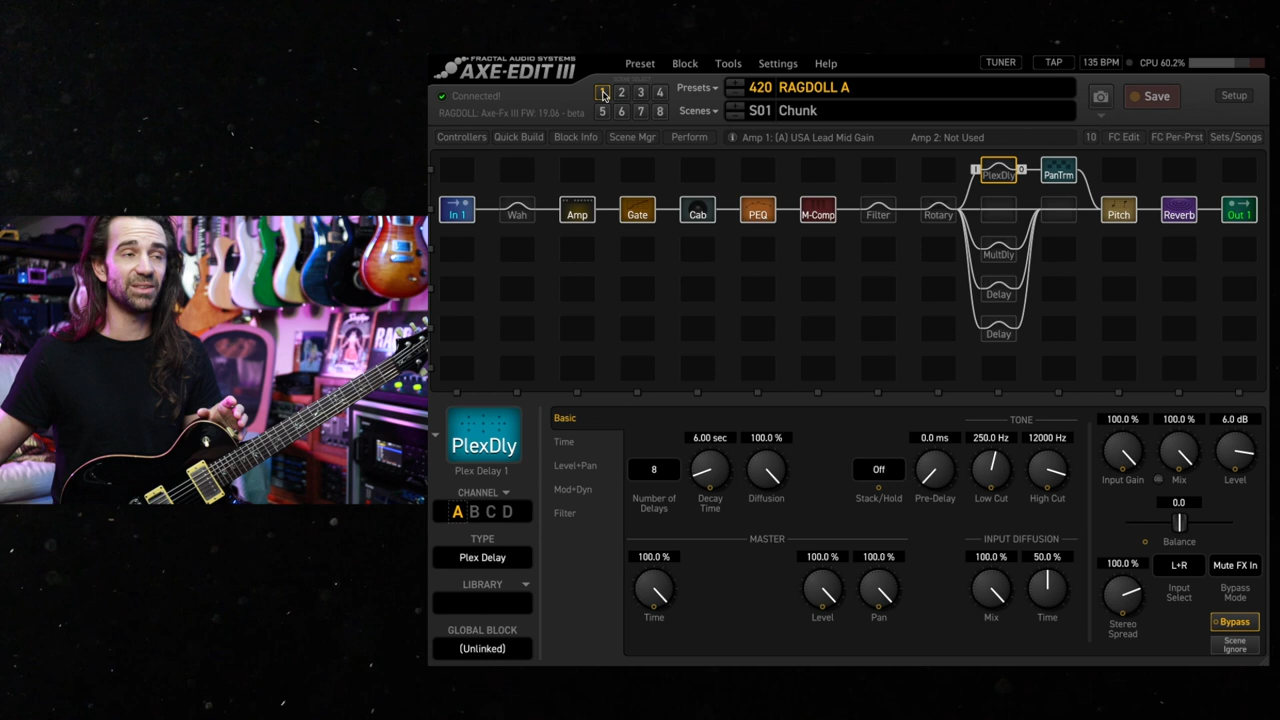 FRACTAL AUDIO SYSTEMS
AXE-EDIT III
Preset Block Tools Settings Help
TUNER TAP 135 BPM CPU 60.2%
Connected!
RAGDOLL: Axe-Fx III FW: 19.06 - beta
SCENE SELECT
1 2 3 4
5 6 7 8
Presets 420 RAGDOLL A
Scenes S01 Chunk
Save Setup
Controllers Quick Build Block Info Scene Mgr Perform
Amp 1: (A) USA Lead Mid Gain Amp 2: Not Used
10 FC Edit FC Per-Prst Sets/Songs
I PlexDly O PanTrm
In 1 Wah Amp Gate Cab PEQ M-Comp Filter Rotary Pitch Reverb Out 1
MultDly
Delay
Delay
PlexDly
Plex Delay 1
CHANNEL
A B C D
TYPE
Plex Delay
LIBRARY
GLOBAL BLOCK
(Unlinked)
Basic
Time
Level+Pan
Mod+Dyn
Filter
TONE
6.00 sec 100.0 % 0.0 ms 250.0 Hz 12000 Hz
8 Off
Number of Delays
Decay Time
Diffusion
Stack/Hold
Pre-Delay
Low Cut
High Cut
MASTER
INPUT DIFFUSION
100.0 % 100.0 % 100.0 % 100.0 % 50.0 %
Time Level Pan Mix Time
100.0 % 100.0 % 6.0 dB
Input Gain Mix Level
0.0
Balance
100.0 % L+R Mute FX In
Input Select
Bypass Mode
Stereo Spread
Bypass
Scene Ignore